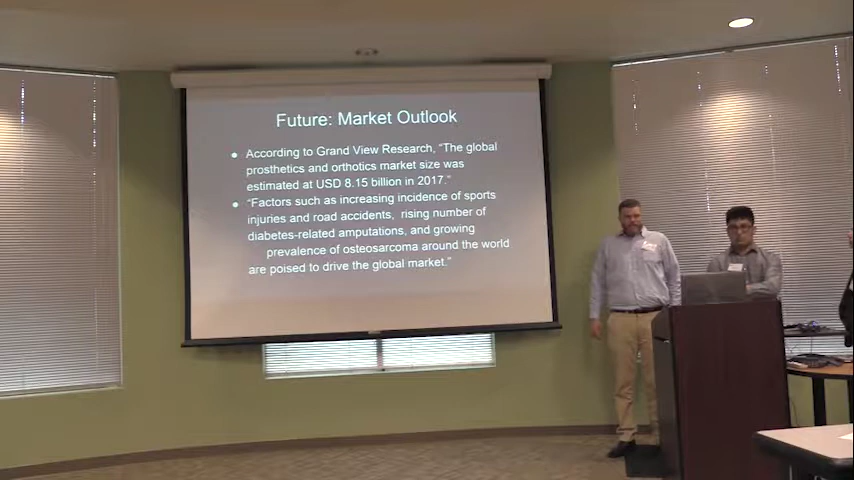 Future: Market Outlook
● According to Grand View Research, “The global
prosthetics and orthotics market size was
estimated at USD 8.15 billion in 2017.”
● “Factors such as increasing incidence of sports
injuries and road accidents, rising number of
diabetes-related amputations, and growing
prevalence of osteosarcoma around the world
are poised to drive the global market.”